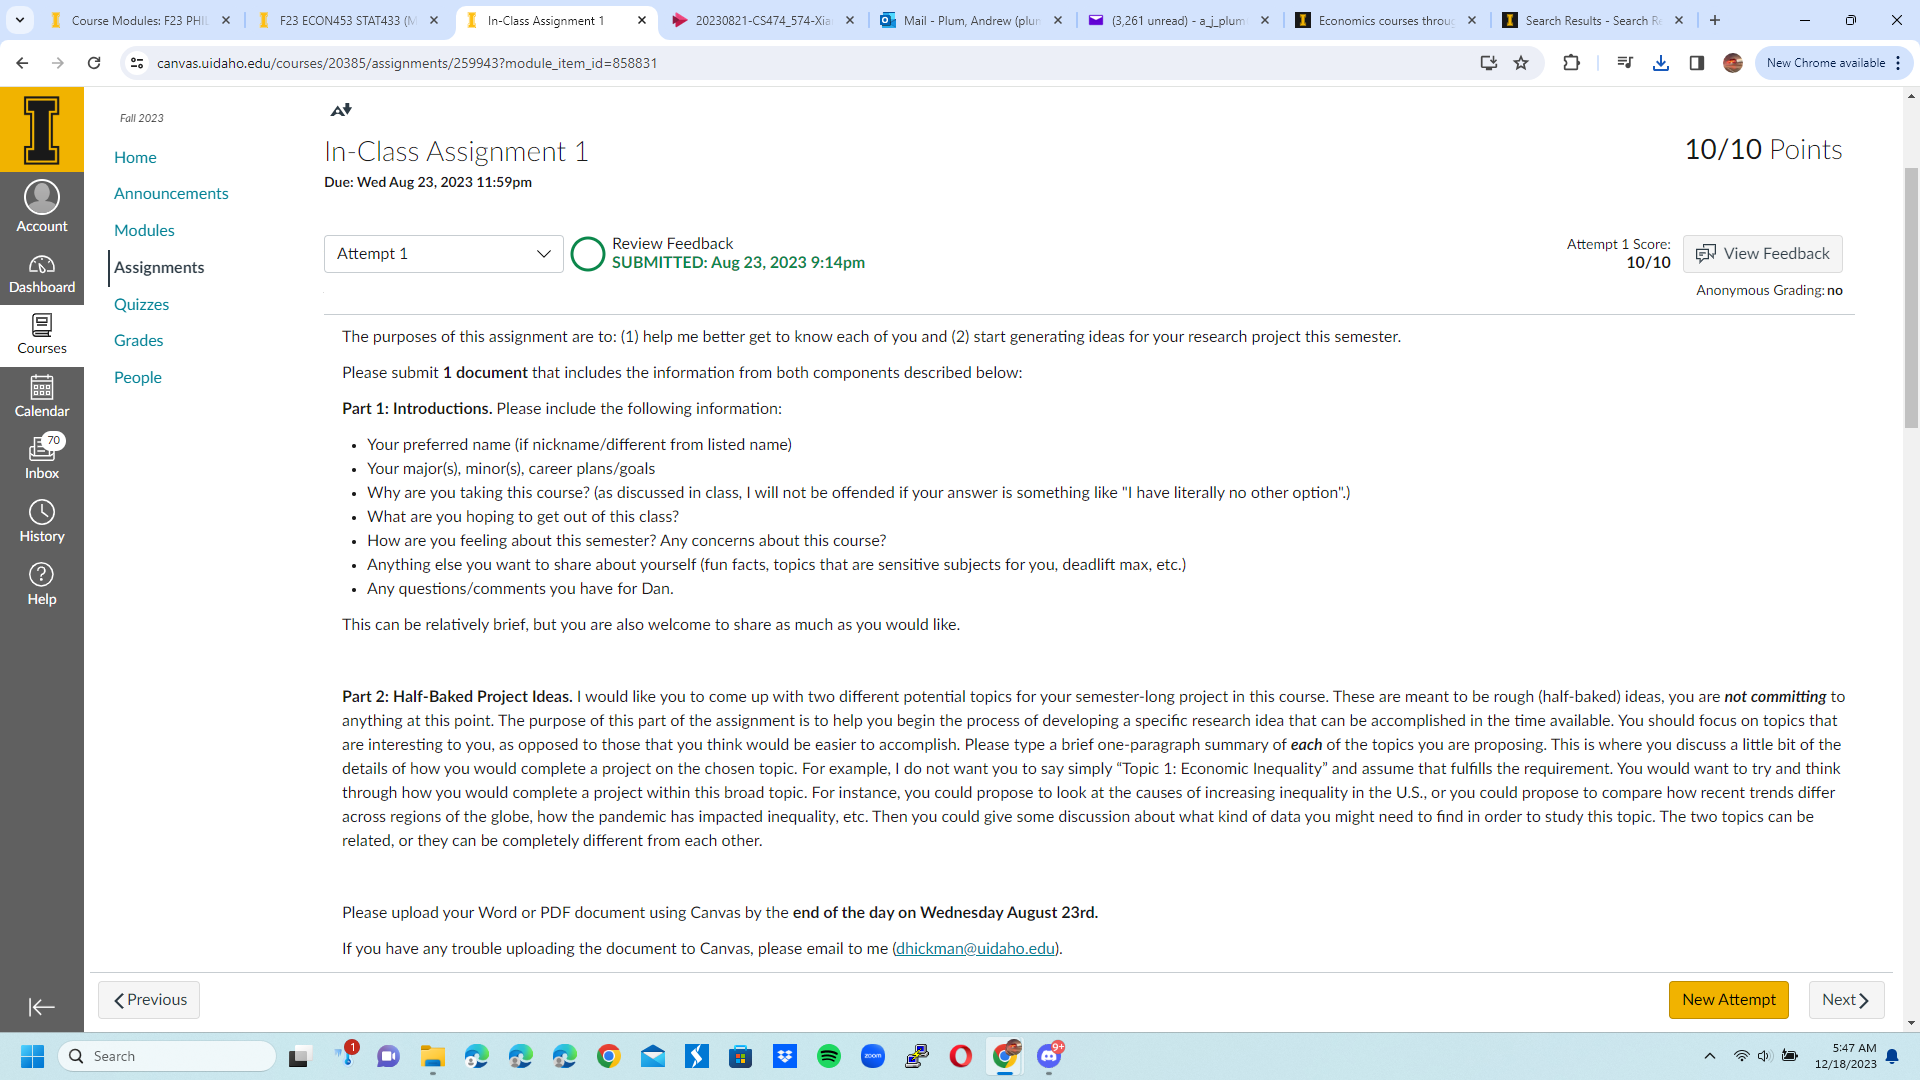 Course Modules: F23 PHIL
F23 ECON453 STAT433 (M
In-Class Assignment 1
20230821-CS474_574-Xia
Mail - Plum, Andrew (plum
(3,261 unread) - a_j_plum
Economics courses throu
Search Results - Search Re
canvas.uidaho.edu/courses/20385/assignments/259943?module_item_id=858831
New Chrome available
Account
Dashboard
Courses
Calendar
70
Inbox
History
Help
Fall 2023
Home
Announcements
Modules
Assignments
Quizzes
Grades
People
In-Class Assignment 1
10/10 Points
Due: Wed Aug 23, 2023 11:59pm
Attempt 1
Review Feedback
SUBMITTED: Aug 23, 2023 9:14pm
Attempt 1 Score:
10/10
View Feedback
Anonymous Grading: no
The purposes of this assignment are to: (1) help me better get to know each of you and (2) start generating ideas for your research project this semester.
Please submit 1 document that includes the information from both components described below:
Part 1: Introductions. Please include the following information:
• Your preferred name (if nickname/different from listed name)
• Your major(s), minor(s), career plans/goals
• Why are you taking this course? (as discussed in class, I will not be offended if your answer is something like "I have literally no other option".)
• What are you hoping to get out of this class?
• How are you feeling about this semester? Any concerns about this course?
• Anything else you want to share about yourself (fun facts, topics that are sensitive subjects for you, deadlift max, etc.)
• Any questions/comments you have for Dan.
This can be relatively brief, but you are also welcome to share as much as you would like.
Part 2: Half-Baked Project Ideas. I would like you to come up with two different potential topics for your semester-long project in this course. These are meant to be rough (half-baked) ideas, you are not committing to
anything at this point. The purpose of this part of the assignment is to help you begin the process of developing a specific research idea that can be accomplished in the time available. You should focus on topics that
are interesting to you, as opposed to those that you think would be easier to accomplish. Please type a brief one-paragraph summary of each of the topics you are proposing. This is where you discuss a little bit of the
details of how you would complete a project on the chosen topic. For example, I do not want you to say simply “Topic 1: Economic Inequality” and assume that fulfills the requirement. You would want to try and think
through how you would complete a project within this broad topic. For instance, you could propose to look at the causes of increasing inequality in the U.S., or you could propose to compare how recent trends differ
across regions of the globe, how the pandemic has impacted inequality, etc. Then you could give some discussion about what kind of data you might need to find in order to study this topic. The two topics can be
related, or they can be completely different from each other.
Please upload your Word or PDF document using Canvas by the end of the day on Wednesday August 23rd.
If you have any trouble uploading the document to Canvas, please email to me (dhickman@uidaho.edu).
Previous
New Attempt
Next
Search
1
zoom
9+
5:47 AM
12/18/2023